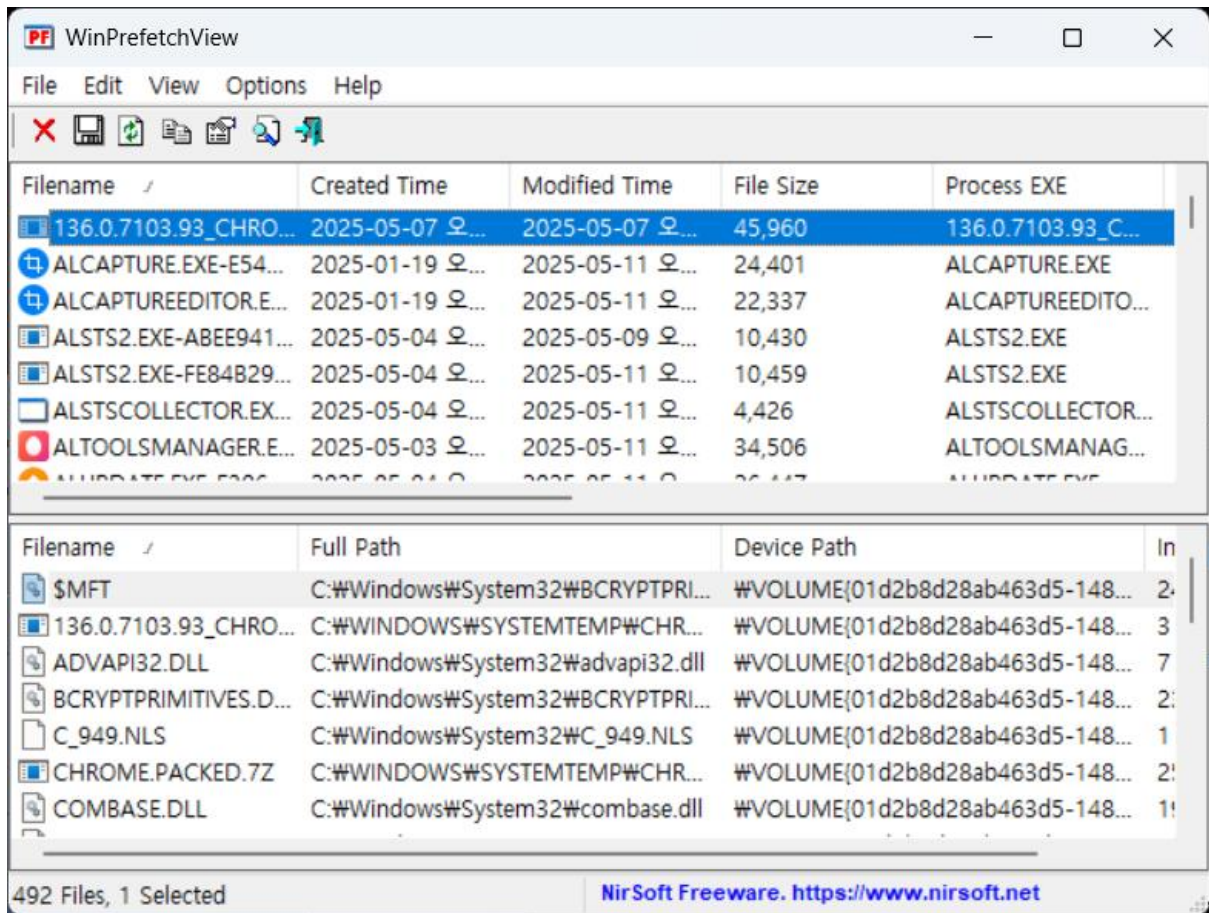 PF WinPrefetchView
File Edit View Options Help
Filename Created Time Modified Time File Size Process EXE
136.0.7103.93_CHRO... 2025-05-07 오... 2025-05-07 오... 45,960 136.0.7103.93_C...
ALCAPTURE.EXE-E54... 2025-01-19 오... 2025-05-11 오... 24,401 ALCAPTURE.EXE
ALCAPTUREEDITOR.E... 2025-01-19 오... 2025-05-11 오... 22,337 ALCAPTUREEDITO...
ALSTS2.EXE-ABEE941... 2025-05-04 오... 2025-05-09 오... 10,430 ALSTS2.EXE
ALSTS2.EXE-FE84B29... 2025-05-04 오... 2025-05-11 오... 10,459 ALSTS2.EXE
ALSTSCOLLECTOR.EX... 2025-05-04 오... 2025-05-11 오... 4,426 ALSTSCOLLECTOR...
ALTOOLSMANAGER.E... 2025-05-03 오... 2025-05-11 오... 34,506 ALTOOLSMANAG...
Filename Full Path Device Path In
$MFT C:₩Windows₩System32₩BCRYPTPRI... ₩VOLUME{01d2b8d28ab463d5-148...
136.0.7103.93_CHRO... C:₩WINDOWS₩SYSTEMTEMP₩CHR... ₩VOLUME{01d2b8d28ab463d5-148... 3
ADVAPI32.DLL C:₩Windows₩System32₩advapi32.dll ₩VOLUME{01d2b8d28ab463d5-148... 7
BCRYPTPRIMITIVES.D... C:₩Windows₩System32₩BCRYPTPRI... ₩VOLUME{01d2b8d28ab463d5-148...
C_949.NLS C:₩Windows₩System32₩C_949.NLS ₩VOLUME{01d2b8d28ab463d5-148... 1
CHROME.PACKED.7Z C:₩WINDOWS₩SYSTEMTEMP₩CHR... ₩VOLUME{01d2b8d28ab463d5-148...
COMBASE.DLL C:₩Windows₩System32₩combase.dll ₩VOLUME{01d2b8d28ab463d5-148...
492 Files, 1 Selected NirSoft Freeware. https://www.nirsoft.net